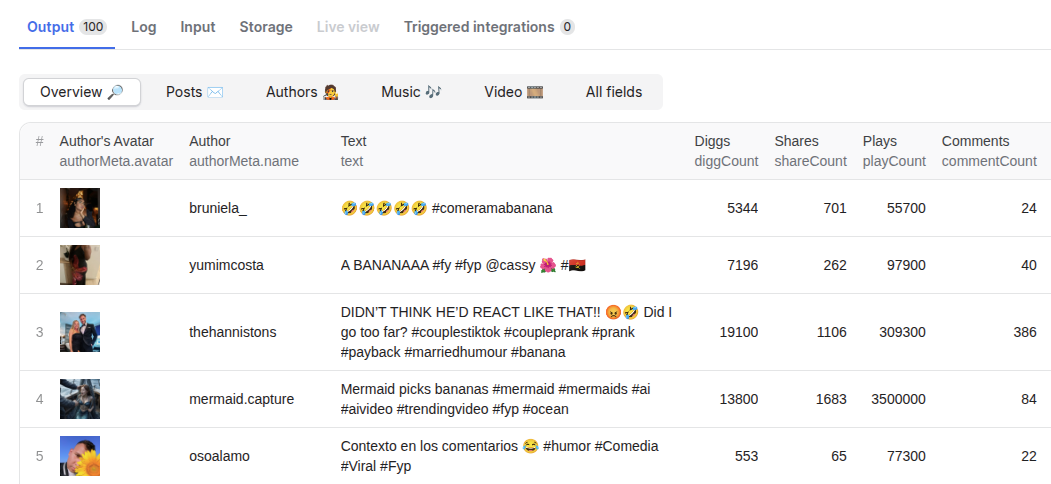 Output 100 Log Input Storage Live view Triggered integrations 0
Overview 🔎 Posts ✉️ Authors 🧑‍🎤 Music 🎶 Video 🎞️ All fields
# Author's Avatar Author Text Diggs Shares Plays Comments
authorMeta.avatar authorMeta.name text diggCount shareCount playCount commentCount
1 bruniela_ 🤣🤣🤣🤣🤣 #comeramabanana 5344 701 55700 24
2 yumimcosta A BANANAAA #fy #fyp @cassy 🌺 #🇦🇴 7196 262 97900 40
DIDN'T THINK HE'D REACT LIKE THAT!! 😡🤣 Did I
3 thehannistons go too far? #couplestiktok #coupleprank #prank 19100 1106 309300 386
#payback #marriedhumour #banana
Mermaid picks bananas #mermaid #mermaids #ai
4 mermaid.capture #aivideo #trendingvideo #fyp #ocean 13800 1683 3500000 84
Contexto en los comentarios 😂 #humor #Comedia
5 osoalamo #Viral #Fyp 553 65 77300 22